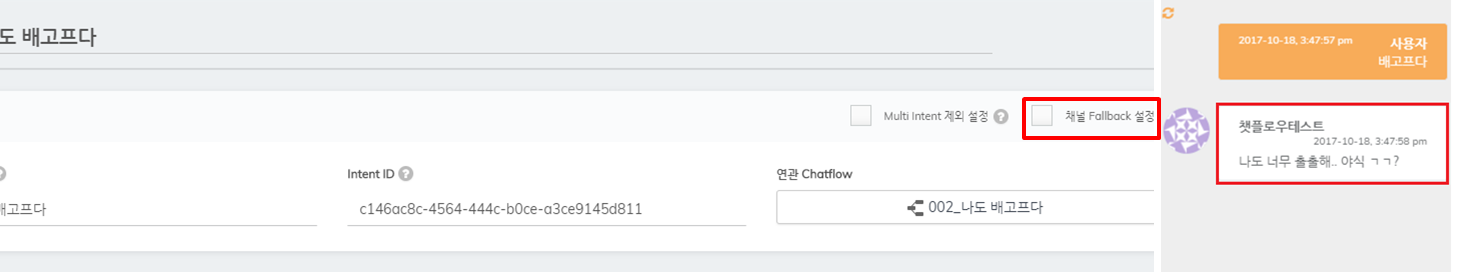 도 배고프다
Multi Intent 제외 설정 ?
채널 Fallback 설정
?
Intent ID ?
연관 Chatflow
배고프다
c146ac8c-4564-444c-b0ce-a3ce9145d811
002_나도 배고프다
2017-10-18, 3:47:57 pm 사용자
배고프다
챗플로우테스트
2017-10-18, 3:47:58 pm
나도 너무 출출해.. 야식 ㄱㄱ?